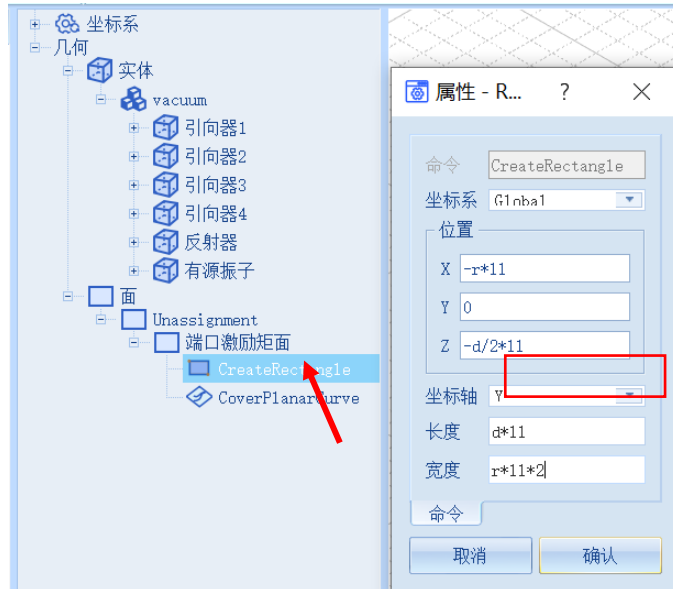 坐标系
几何
实体
vacuum
引向器1
引向器2
引向器3
引向器4
反射器
有源振子
面
Unassignment
端口激励矩面
CreateRectangle
CoverPlanarCurve
属性 - R... ?
命令 CreateRectangle
坐标系 Global
位置
X -r*11
Y 0
Z -d/2*11
坐标轴 Y
长度 d*11
宽度 r*11*2
命令
取消 确认